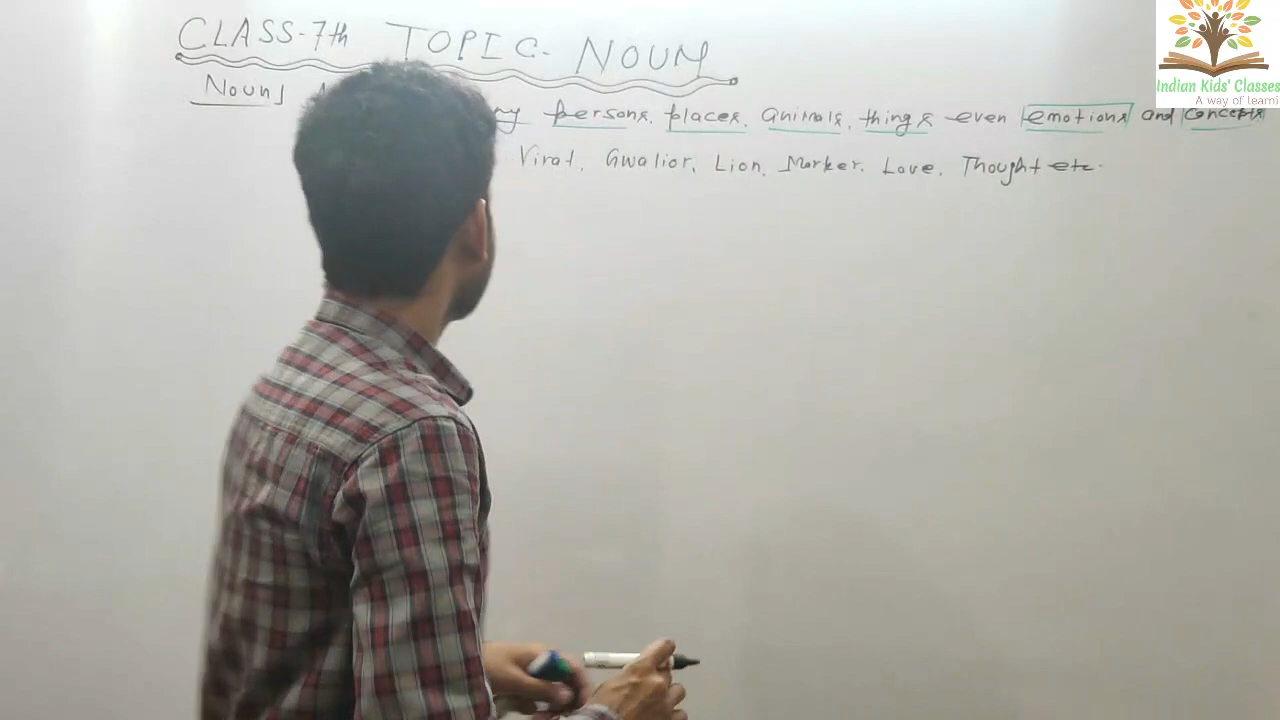 CLASS-7th TOPIC- NOUN
Nouns persons, places, animals, things even emotions and concepts
Virat, Gwalior, Lion, Marker, Love, Thought etc.
Indian Kids' Classes
A way of learni